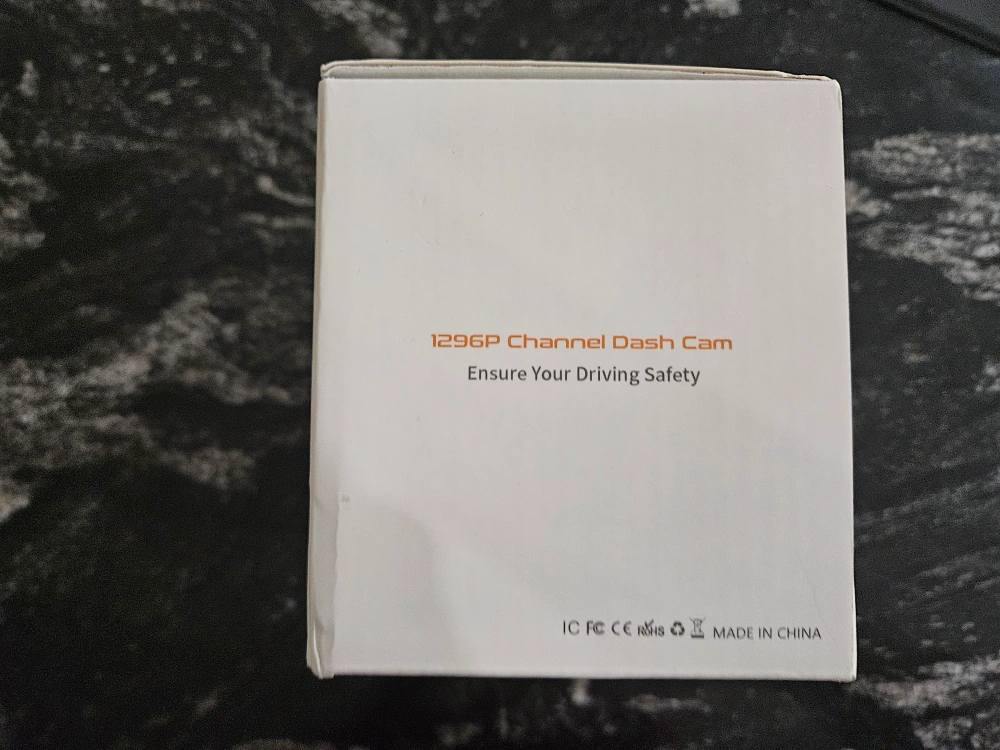 1296P Channel Dash Cam
Ensure Your Driving Safety
IC FC CE RoHS MADE IN CHINA